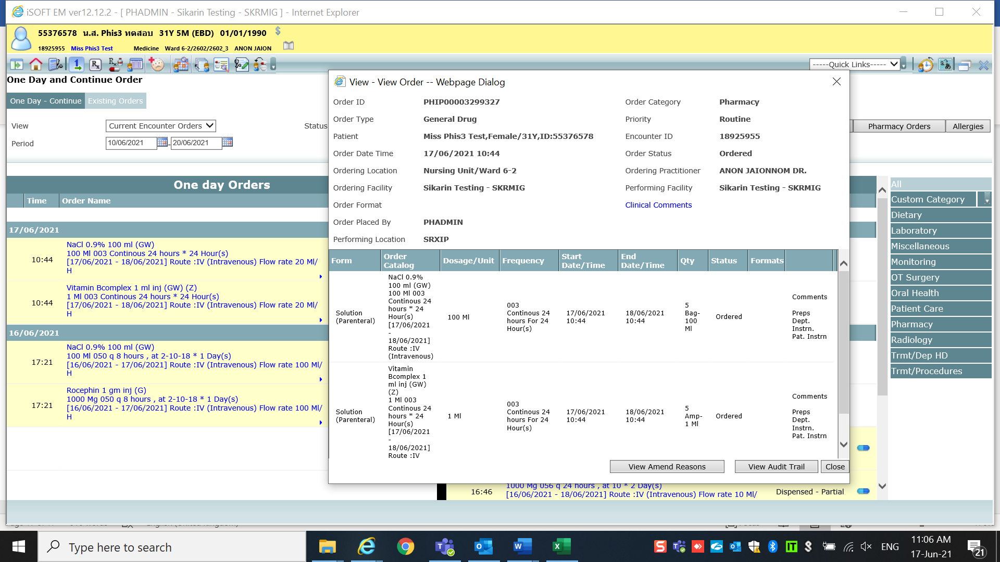 iSOFT EM ver12.12.2 - [ PHADMIN - Sikarin Testing - SKRMIG ] - Internet Explorer
55376578 น.ส. Phis3 ทดสอบ 31Y 5M (EBD) 01/01/1990
18925955 Miss Phis3 Test Medicine Ward 6-2/2602/2602_3 ANON JAION
-----Quick Links-----
One Day and Continue Order
One Day - Continue Existing Orders
View Current Encounter Orders Status
Pharmacy Orders Allergies
Period 10/06/2021 - 20/06/2021
One day Orders
Time Order Name
17/06/2021
10:44
NaCl 0.9% 100 ml (GW)
100 Ml 003 Continous 24 hours * 24 Hour(s)
[17/06/2021 - 18/06/2021] Route :IV (Intravenous) Flow rate 20 Ml/
H
10:44
Vitamin Bcomplex 1 ml inj (GW) (Z)
1 Ml 003 Continous 24 hours * 24 Hour(s)
[17/06/2021 - 18/06/2021] Route :IV (Intravenous) Flow rate 20 Ml/
H
16/06/2021
17:21
NaCl 0.9% 100 ml (GW)
100 Ml 050 q 8 hours , at 2-10-18 * 1 Day(s)
[16/06/2021 - 17/06/2021] Route :IV (Intravenous) Flow rate 100 Ml/
H
17:21
Rocephin 1 gm inj (G)
1000 Mg 050 q 8 hours , at 2-10-18 * 1 Day(s)
[16/06/2021 - 17/06/2021] Route :IV (Intravenous) Flow rate 100 Ml/
H
View - View Order -- Webpage Dialog
Order ID PHIP00003299327 Order Category Pharmacy
Order Type General Drug Priority Routine
Patient Miss Phis3 Test,Female/31Y,ID:55376578 Encounter ID 18925955
Order Date Time 17/06/2021 10:44 Order Status Ordered
Ordering Location Nursing Unit/Ward 6-2 Ordering Practitioner ANON JAIONNOM DR.
Ordering Facility Sikarin Testing - SKRMIG Performing Facility Sikarin Testing - SKRMIG
Order Format Clinical Comments
Order Placed By PHADMIN
Performing Location SRXIP
Form Order Catalog Dosage/Unit Frequency Start Date/Time End Date/Time Qty Status Formats
Solution
(Parenteral)
NaCl 0.9%
100 ml (GW)
100 Ml 003
Continous 24
hours * 24
Hour(s)
[17/06/2021
-
18/06/2021]
Route :IV
(Intravenous)
100 Ml
003
Continous 24
hours For 24
Hour(s)
17/06/2021
10:44
18/06/2021
10:44
5
Bag-
100
Ml
Ordered
Comments
Preps
Dept.
Instrn.
Pat. Instrn
Solution
(Parenteral)
Vitamin
Bcomplex 1
ml inj (GW)
(Z)
1 Ml 003
Continous 24
hours * 24
Hour(s)
[17/06/2021
-
18/06/2021]
Route :IV
1 Ml
003
Continous 24
hours For 24
Hour(s)
17/06/2021
10:44
18/06/2021
10:44
5
Amp-
1 Ml
Ordered
Comments
Preps
Dept.
Instrn.
Pat. Instrn
View Amend Reasons View Audit Trail Close
16:46
1000 Mg 056 q 24 hours , at 10 * 2 Day(s)
[16/06/2021 - 18/06/2021] Route :IV (Intravenous) Flow rate 10 Ml/
Dispensed - Partial
All
Custom Category
Dietary
Laboratory
Miscellaneous
Monitoring
OT Surgery
Oral Health
Patient Care
Pharmacy
Radiology
Trmt/Dep HD
Trmt/Procedures
Type here to search
ENG
11:06 AM
17-Jun-21
21